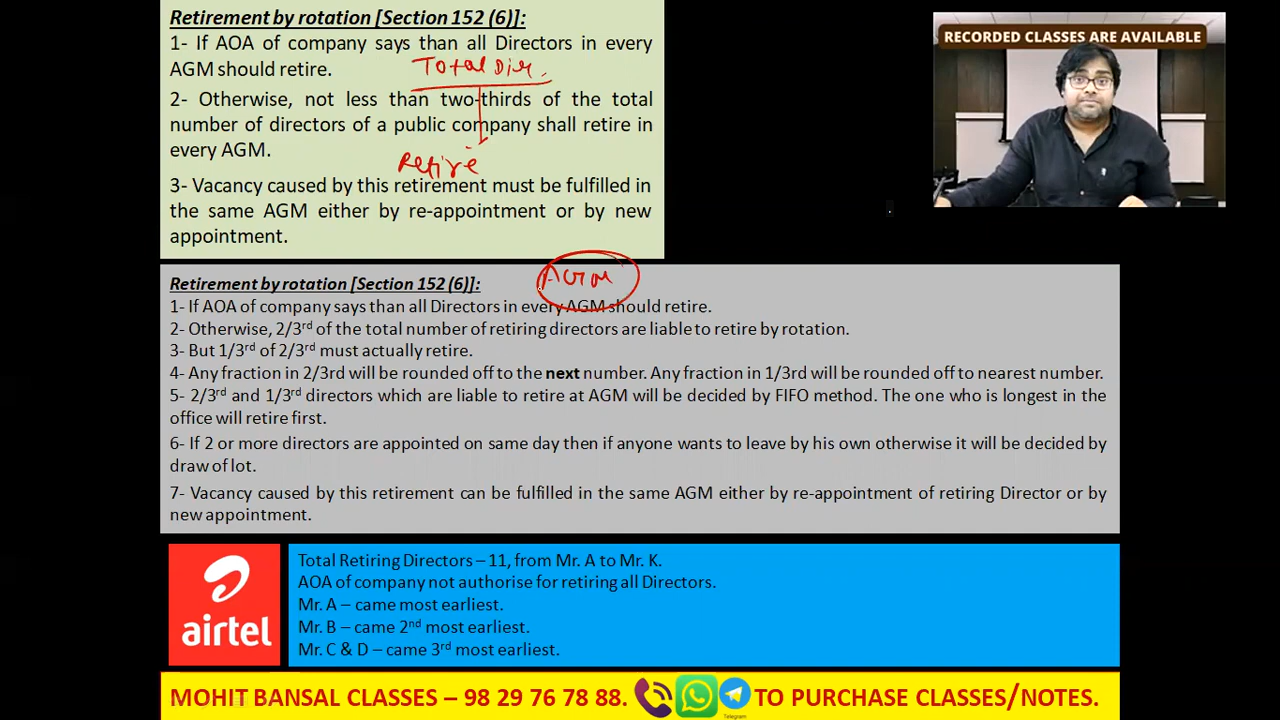 Retirement by rotation [Section 152 (6)]:
1- If AOA of company says than all Directors in every
AGM should retire.
Total Dir.
2- Otherwise, not less than two-thirds of the total
number of directors of a public company shall retire in
every AGM.
Retire
3- Vacancy caused by this retirement must be fulfilled in
the same AGM either by re-appointment or by new
appointment.
RECORDED CLASSES ARE AVAILABLE
Retirement by rotation [Section 152 (6)]:
AGM
1- If AOA of company says than all Directors in every AGM should retire.
2- Otherwise, 2/3rd of the total number of retiring directors are liable to retire by rotation.
3- But 1/3rd of 2/3rd must actually retire.
4- Any fraction in 2/3rd will be rounded off to the next number. Any fraction in 1/3rd will be rounded off to nearest number.
5- 2/3rd and 1/3rd directors which are liable to retire at AGM will be decided by FIFO method. The one who is longest in the
office will retire first.
6- If 2 or more directors are appointed on same day then if anyone wants to leave by his own otherwise it will be decided by
draw of lot.
7- Vacancy caused by this retirement can be fulfilled in the same AGM either by re-appointment of retiring Director or by
new appointment.
airtel
Total Retiring Directors – 11, from Mr. A to Mr. K.
AOA of company not authorise for retiring all Directors.
Mr. A – came most earliest.
Mr. B – came 2nd most earliest.
Mr. C & D – came 3rd most earliest.
MOHIT BANSAL CLASSES – 98 29 76 78 88. TO PURCHASE CLASSES/NOTES.
Telegram